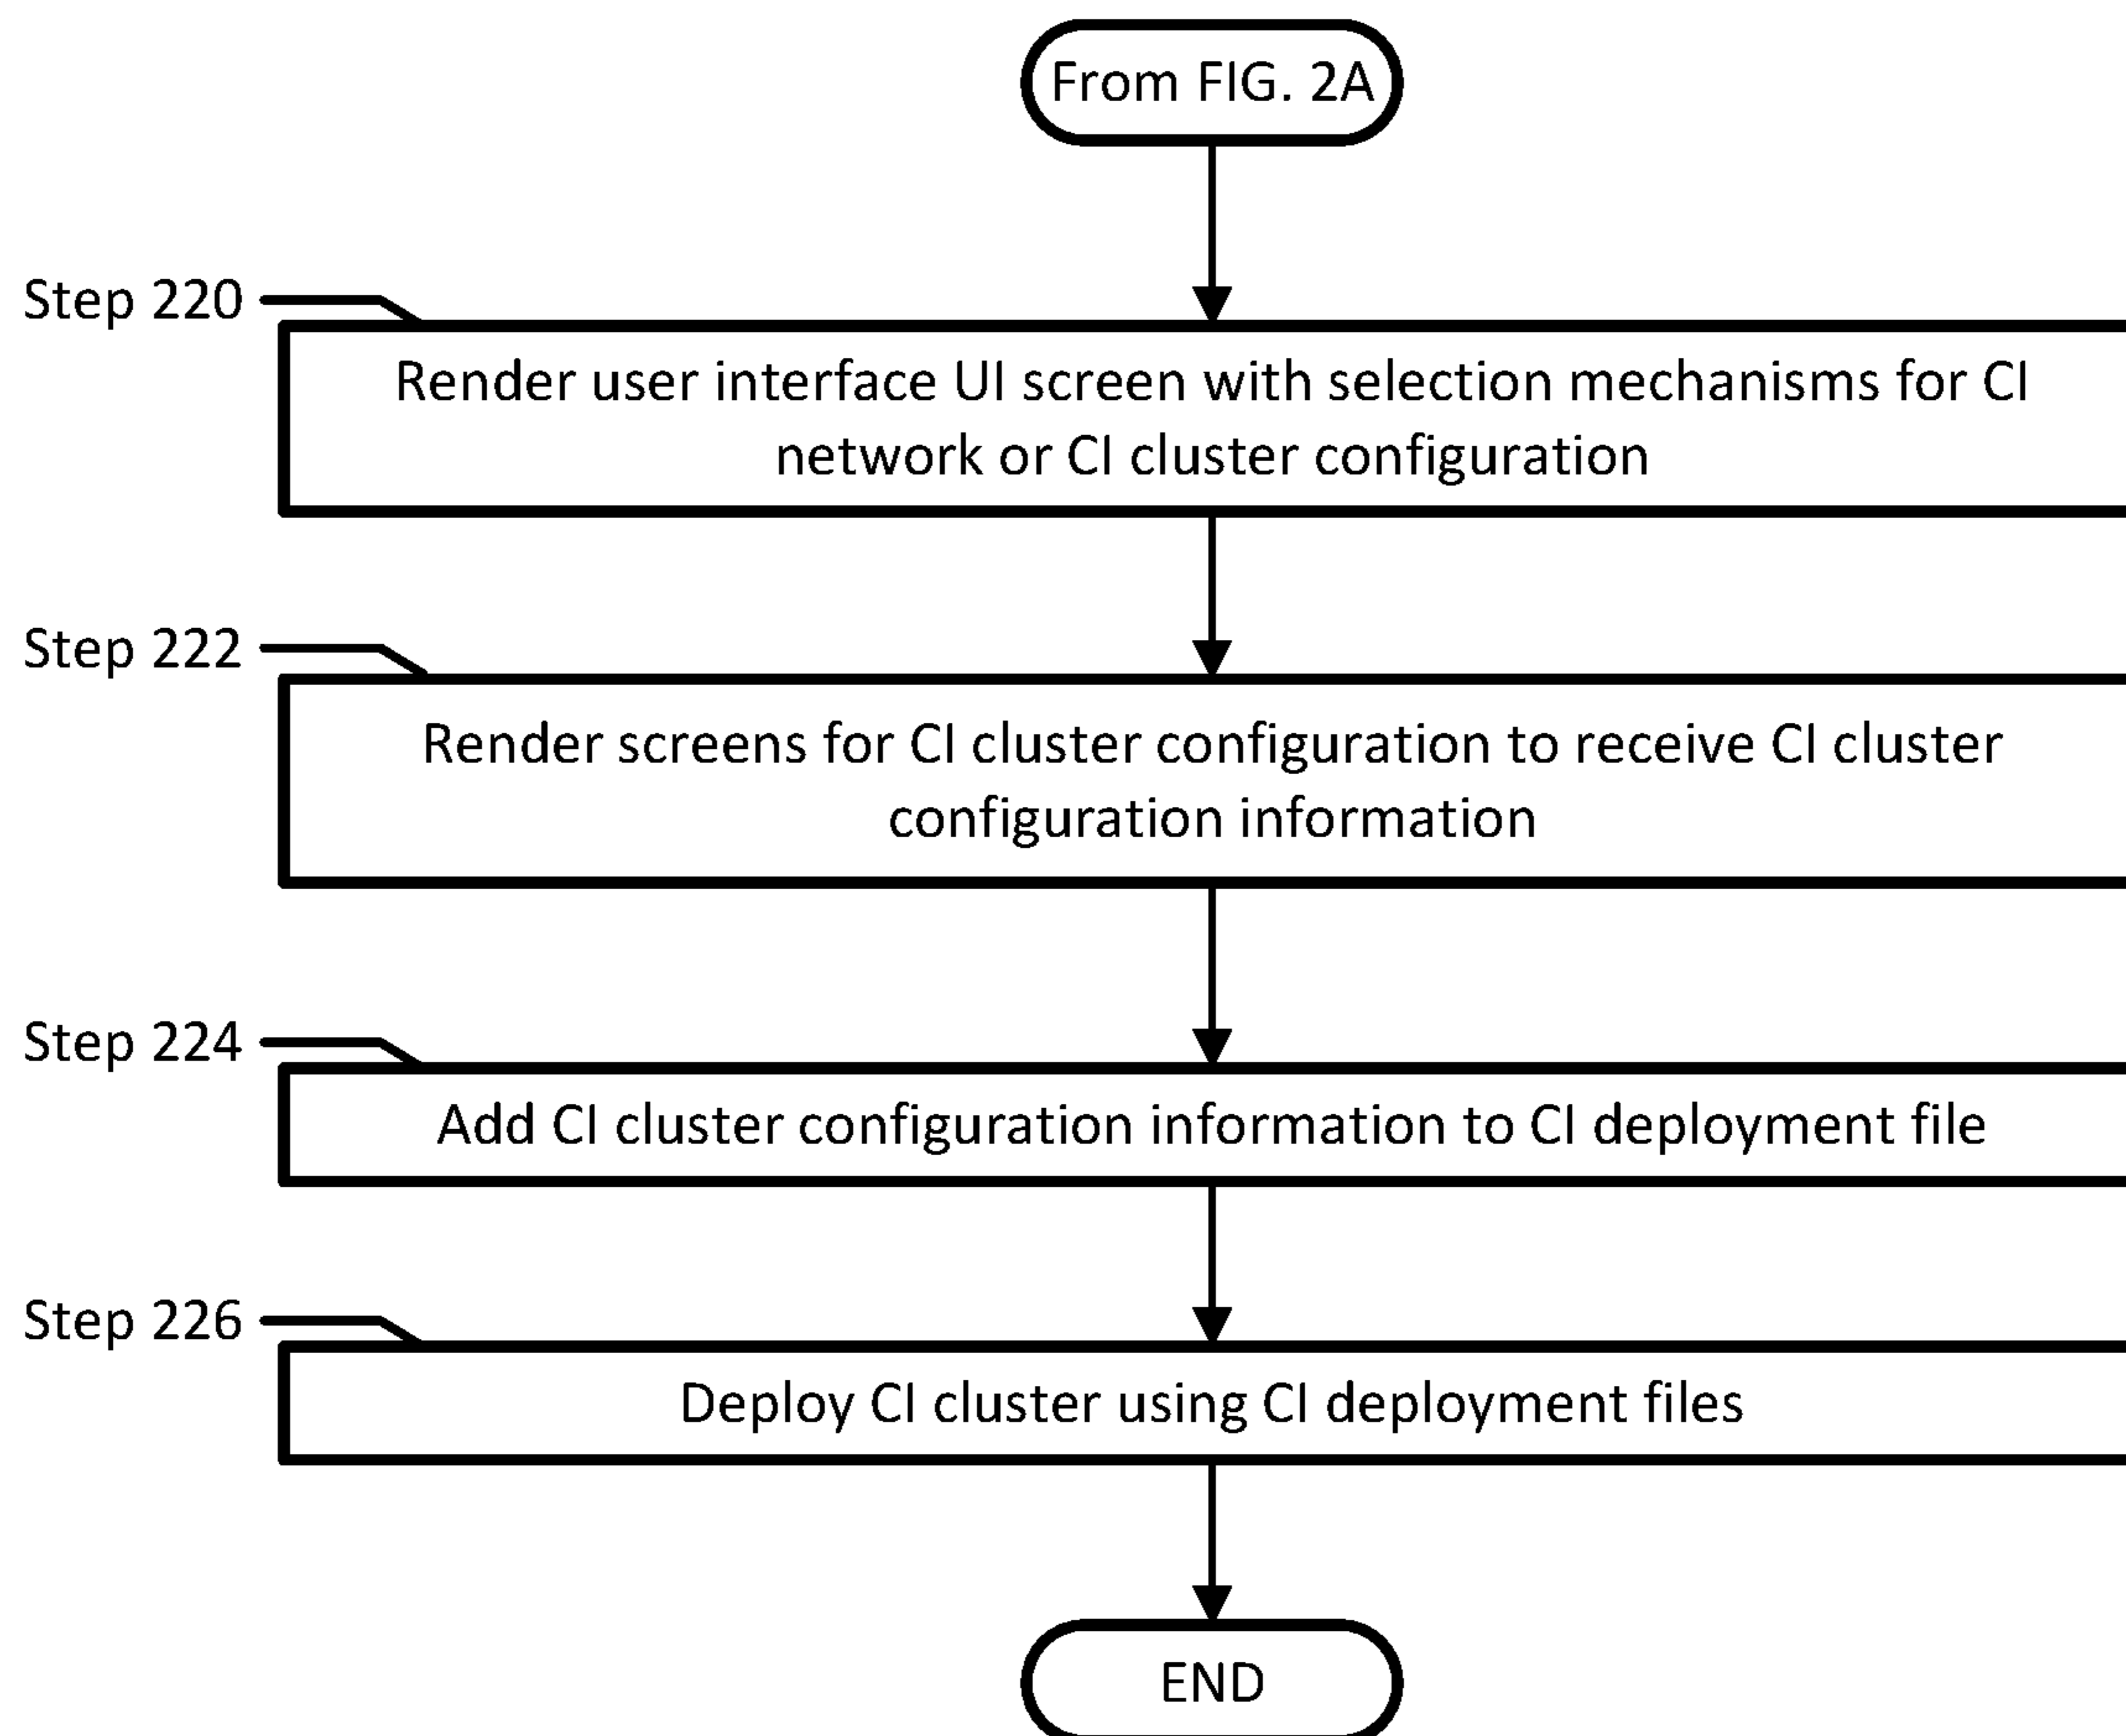 From FIG. 2A
Step 220
Render user interface UI screen with selection mechanisms for CI
network or CI cluster configuration
Step 222
Render screens for CI cluster configuration to receive CI cluster
configuration information
Step 224
Add CI cluster configuration information to CI deployment file
Step 226
Deploy CI cluster using CI deployment files
END